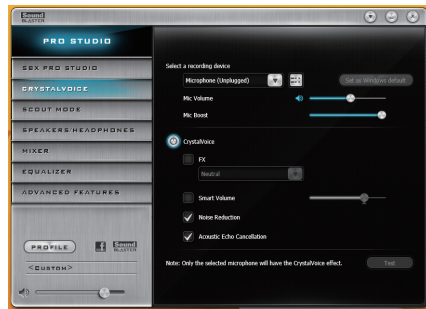 Sound
BLASTER
PRO STUDIO
SBX PRO STUDIO
CRYSTALVOICE
SCOUT MODE
SPEAKERS/HEADPHONES
MIXER
EQUALIZER
ADVANCED FEATURES
PROFILE
f
Sound
BLASTER
<CUSTOM>
Select a recording device
Microphone (Unplugged)
Set as Windows default
Mic Volume
Mic Boost
CrystalVoice
FX
Neutral
Smart Volume
Noise Reduction
Acoustic Echo Cancellation
Note: Only the selected microphone will have the CrystalVoice effect.
Test